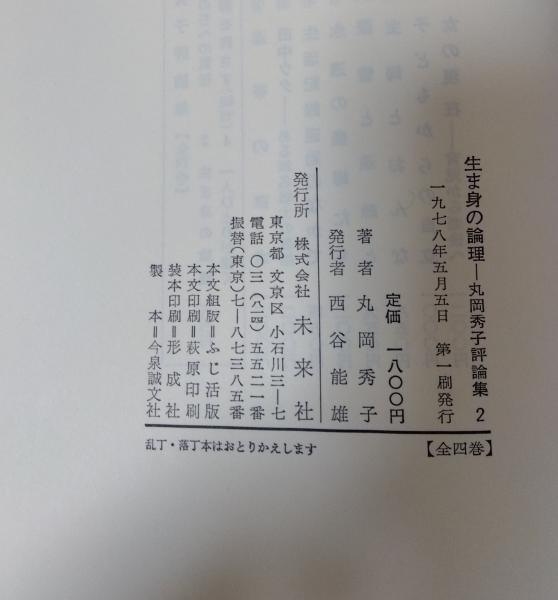 生ま身の論理―丸岡秀子評論集 2
一九七八年五月五日 第一刷発行
定価 一八〇〇円
著者 丸岡秀子
発行者 西谷能雄
発行所 株式会社 未来社
東京都 文京区 小石川三―七
電話 〇三(八一四)五五二一番
振替(東京)七―八七三八五番
本文組版＝ふじ活版
本文印刷＝萩原印刷
装本印刷＝形成社
製本＝今泉誠文社
【全四巻】
乱丁・落丁本はおとりかえします